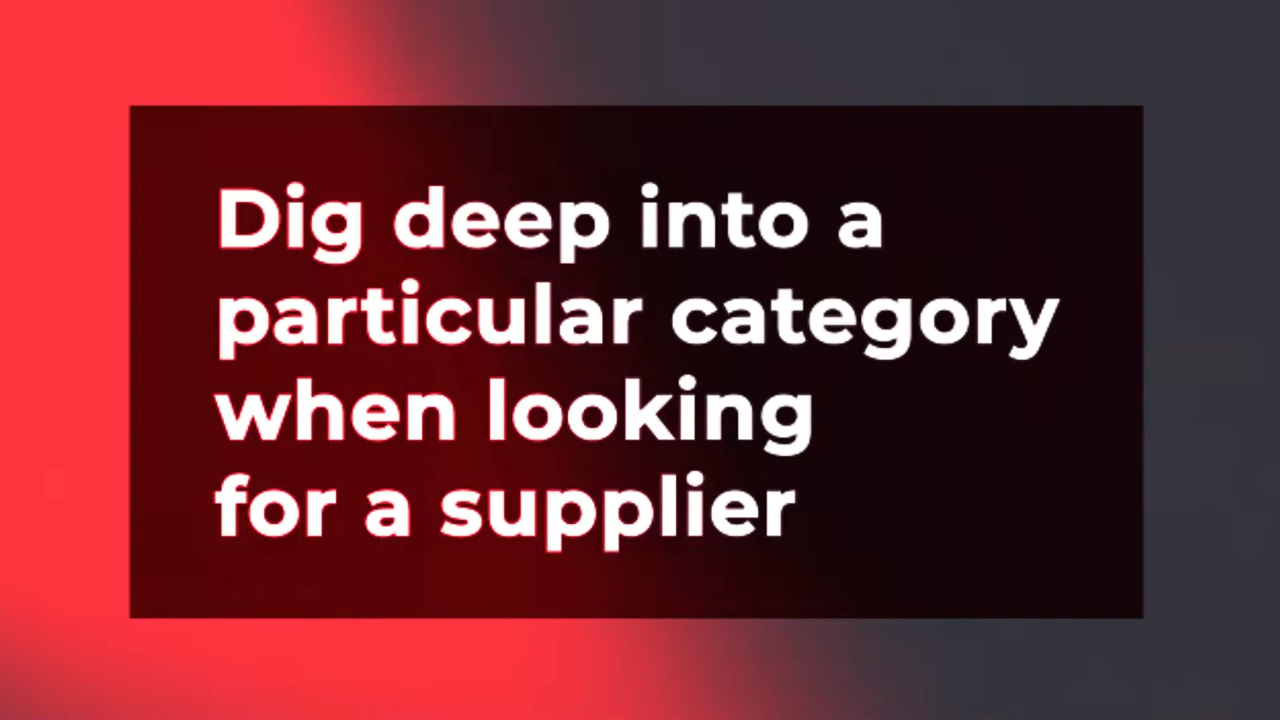 Dig deep into a
particular category
when looking
for a supplier